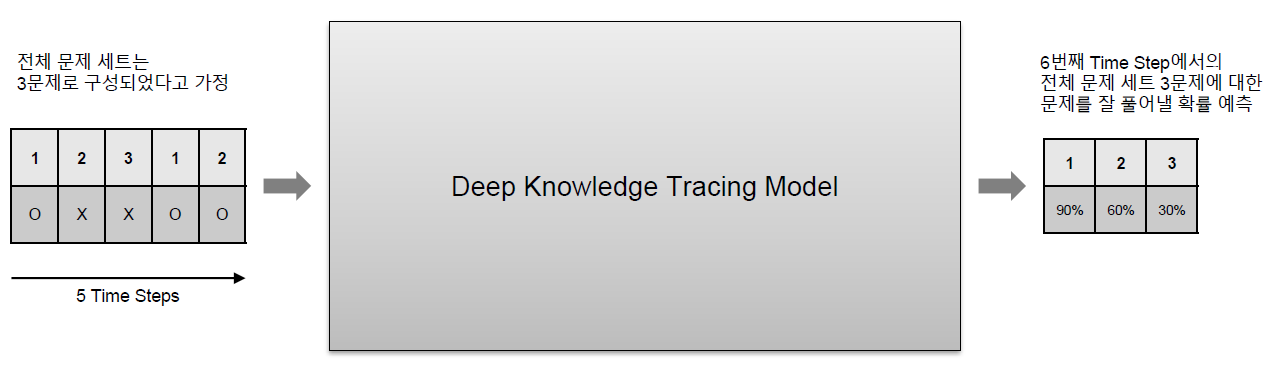 전체 문제 세트는
3문제로 구성되었다고 가정
1 2 3 1 2
O X X O O
5 Time Steps
Deep Knowledge Tracing Model
6번째 Time Step에서의
전체 문제 세트 3문제에 대한
문제를 잘 풀어낼 확률 예측
1 2 3
90% 60% 30%